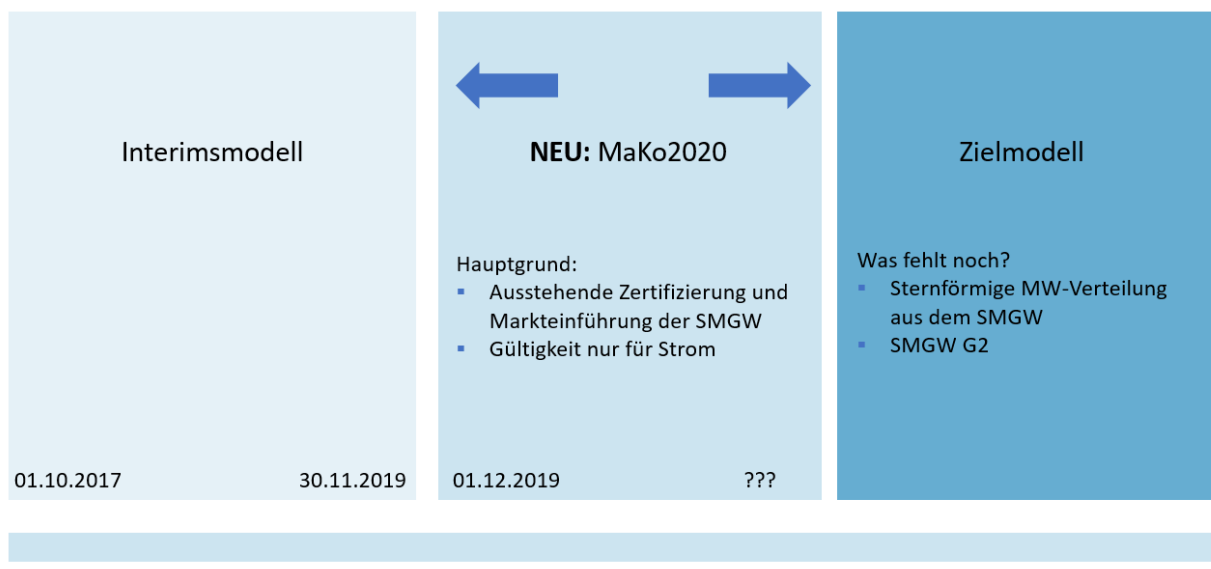 Interimsmodell
01.10.2017 30.11.2019
NEU: MaKo2020
Hauptgrund:
▪ Ausstehende Zertifizierung und
Markteinführung der SMGW
▪ Gültigkeit nur für Strom
01.12.2019 ???
Zielmodell
Was fehlt noch?
▪ Sternförmige MW-Verteilung
aus dem SMGW
▪ SMGW G2